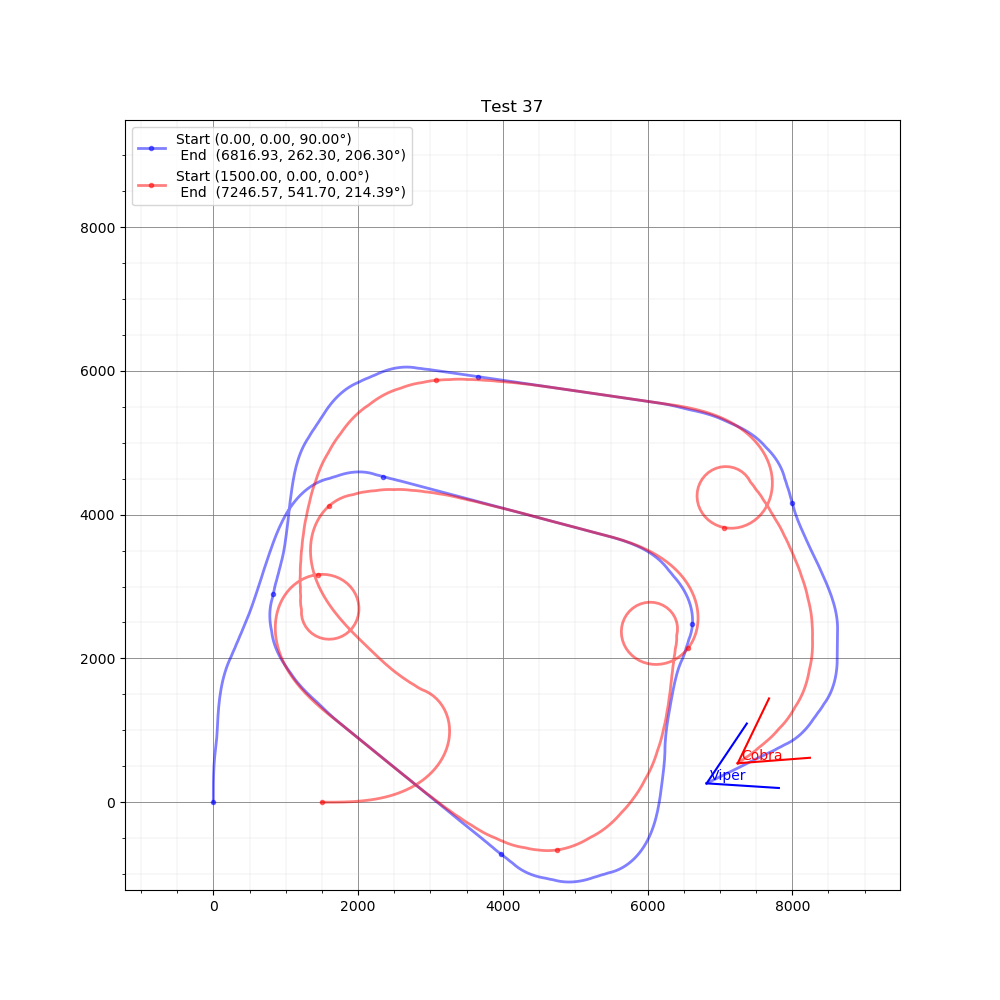 Test 37
Start (0.00, 0.00, 90.00°)
End (6816.93, 262.30, 206.30°)
Start (1500.00, 0.00, 0.00°)
End (7246.57, 541.70, 214.39°)
8000
6000
4000
2000
0
Cobra
Viper
0 2000 4000 6000 8000